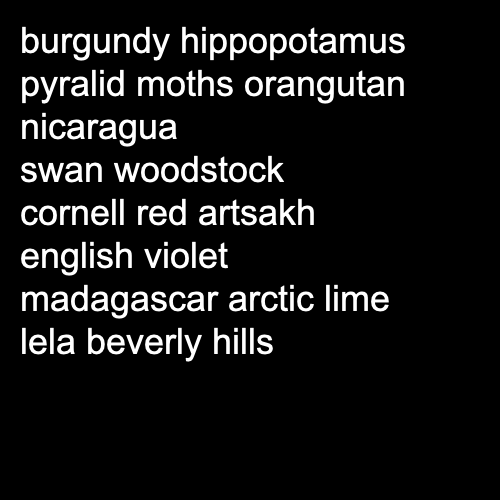 burgundy hippopotamus
pyralid moths orangutan
nicaragua
swan woodstock
cornell red artsakh
english violet
madagascar arctic lime
lela beverly hills